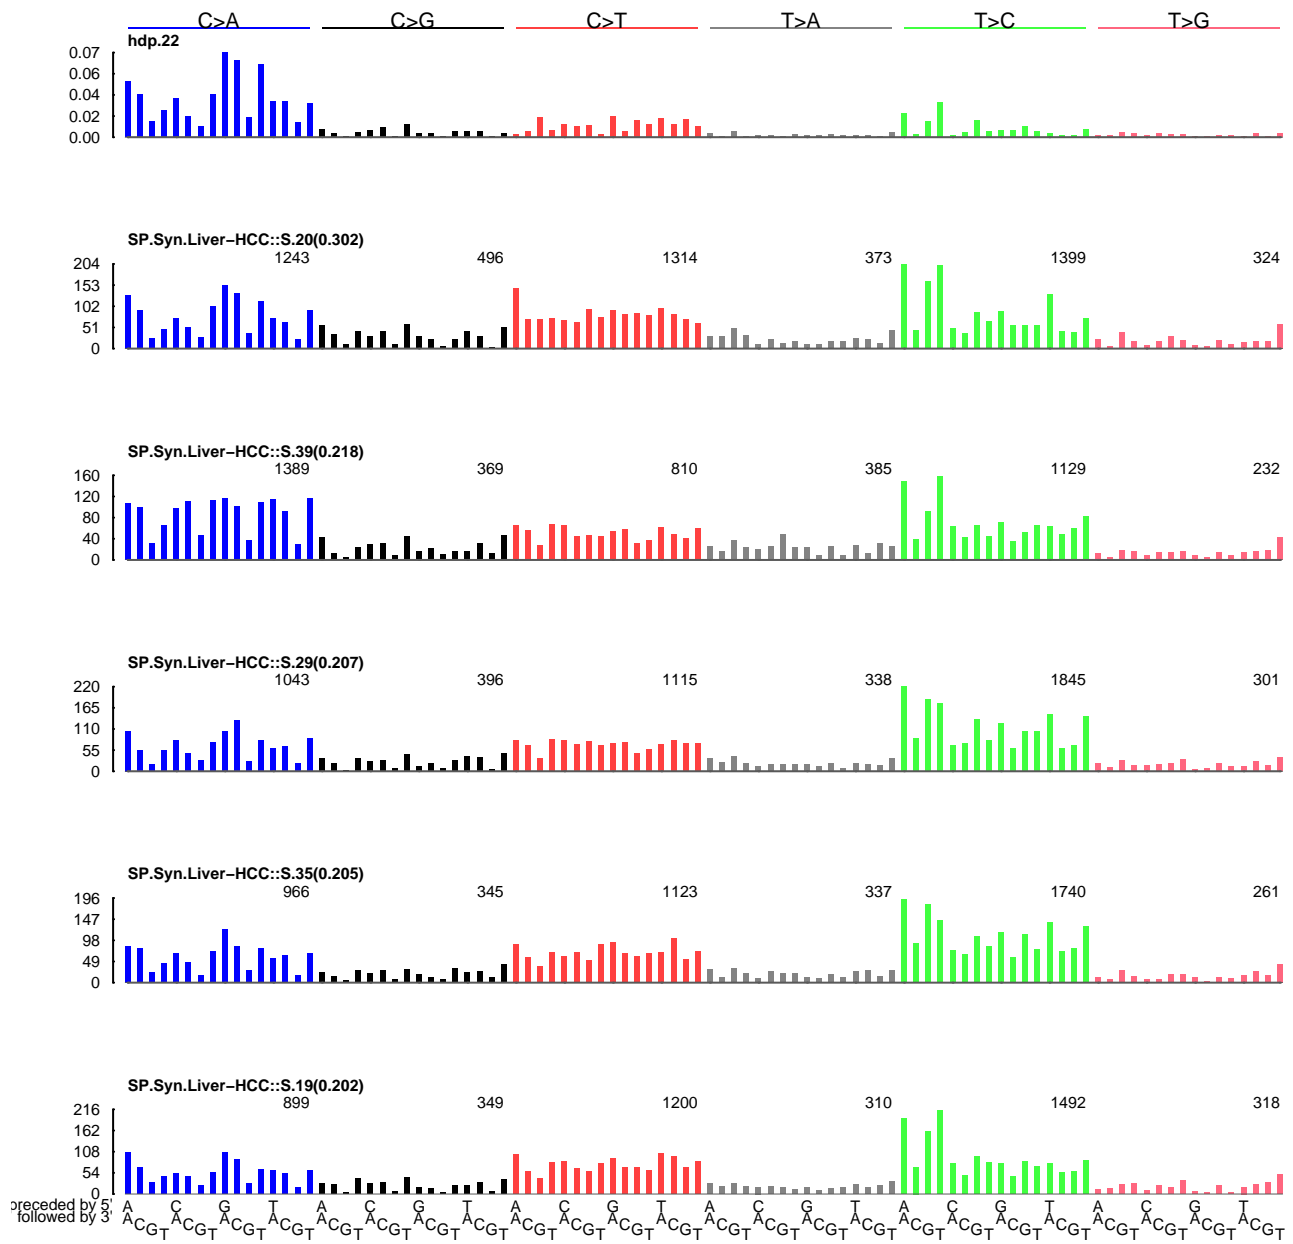 C>A C>G C>T T>A T>C T>G
hdp.22
0.07
0.06
0.04
0.02
0.00
SP.Syn.Liver−HCC::S.20(0.302)
1243 496 1314 373 1399 324
204
153
102
51
0
SP.Syn.Liver−HCC::S.39(0.218)
1389 369 810 385 1129 232
160
120
80
40
0
SP.Syn.Liver−HCC::S.29(0.207)
1043 396 1115 338 1845 301
220
165
110
55
0
SP.Syn.Liver−HCC::S.35(0.205)
966 345 1123 337 1740 261
196
147
98
49
0
SP.Syn.Liver−HCC::S.19(0.202)
899 349 1200 310 1492 318
216
162
108
54
0
preceded by 5' A C G T A C G T A C G T A C G T A C G T A C G T
followed by 3' A C G T A C G T A C G T A C G T A C G T A C G T A C G T A C G T A C G T A C G T A C G T A C G T A C G T A C G T A C G T A C G T A C G T A C G T A C G T A C G T A C G T A C G T A C G T A C G T